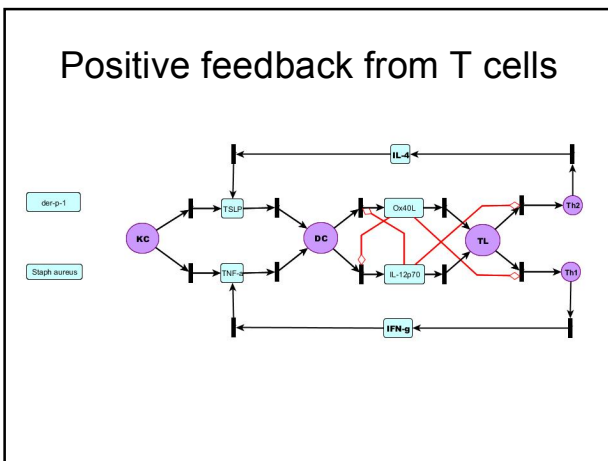 Positive feedback from T cells
IL-4
der-p-1
TSLP
Ox40L
Th2
KC
DC
TL
Staph aureus
TNF-a
IL-12p70
Th1
IFN-g